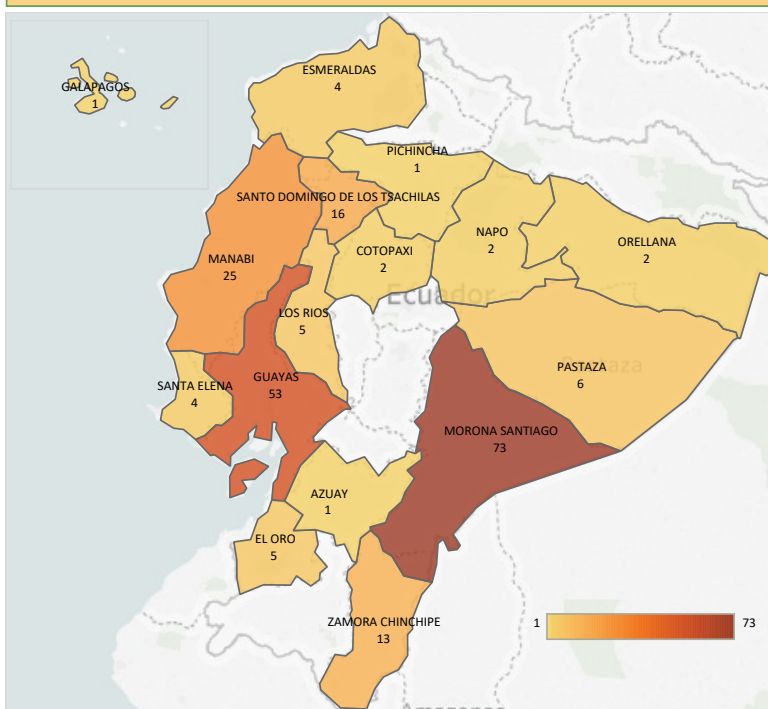 ESMERALDAS
4
GALAPAGOS
1
PICHINCHA
1
SANTO DOMINGO DE LOS TSACHILAS
16
NAPO
2
ORELLANA
2
COTOPAXI
2
MANABI
25
Ecuador
LOS RIOS
5
Pastaza
PASTAZA
6
GUAYAS
53
SANTA ELENA
4
MORONA SANTIAGO
73
AZUAY
1
EL ORO
5
ZAMORA CHINCHIPE
13
1
73
Amazonas